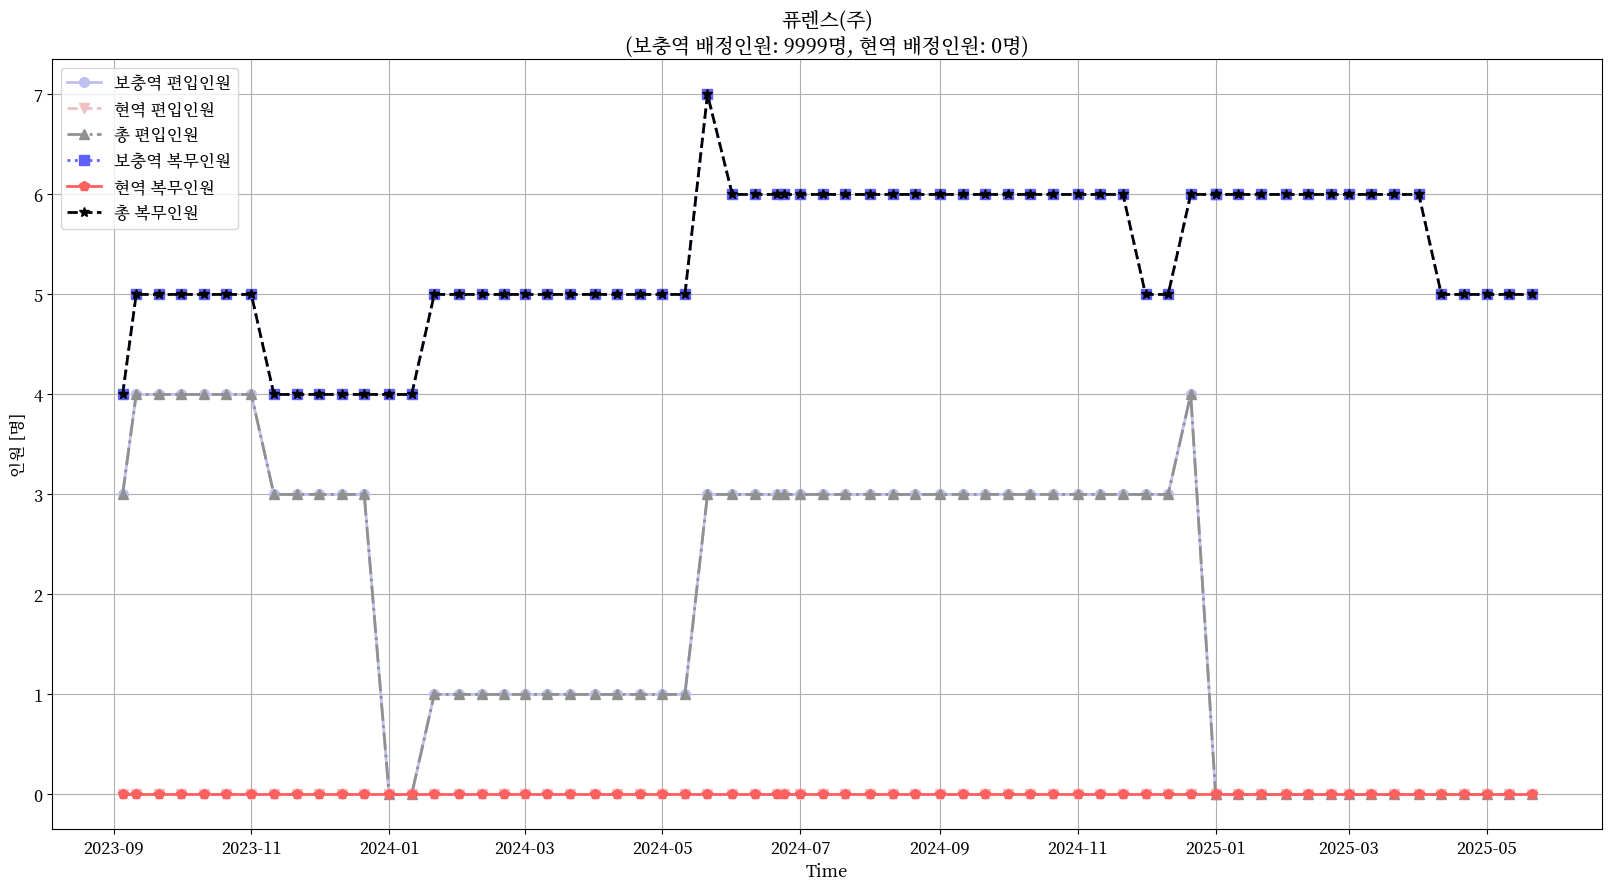 퓨렌스(주)
(보충역 배정인원: 9999명, 현역 배정인원: 0명)
보충역 편입인원
현역 편입인원
총 편입인원
보충역 복무인원
현역 복무인원
총 복무인원
7
6
5
4
3
2
1
0
인원 [명]
2023-09
2023-11
2024-01
2024-03
2024-05
2024-07
2024-09
2024-11
2025-01
2025-03
2025-05
Time